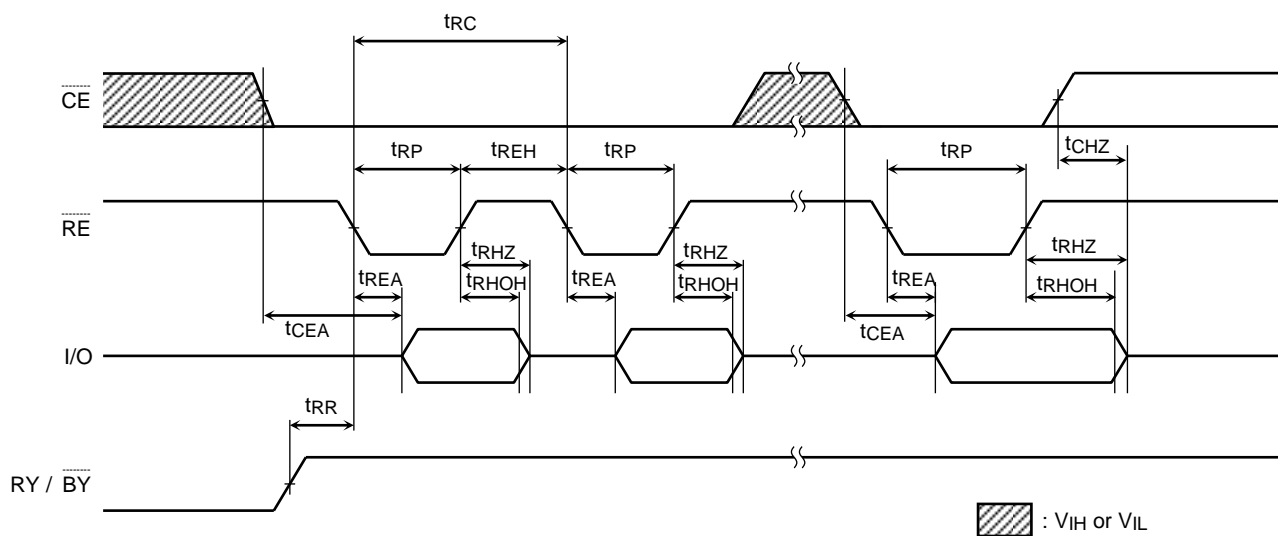 tRC
CE
tRP tREH tRP tRP tCHZ
RE
tRHZ tRHZ tRHZ
tREA tRHOH tREA tRHOH tREA tRHOH
tCEA tCEA
I/O
tRR
RY / BY
: VIH or VIL